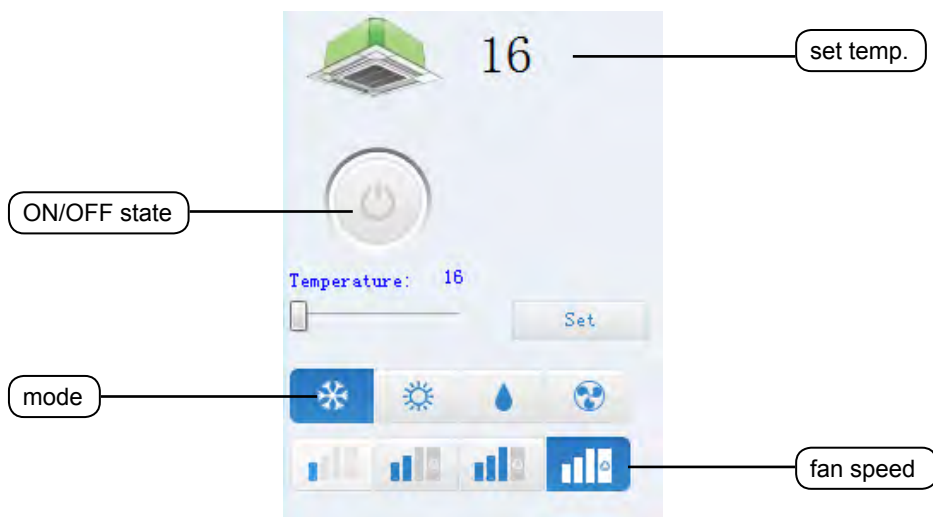 16
set temp.
ON/OFF state
Temperature: 16
Set
mode
fan speed